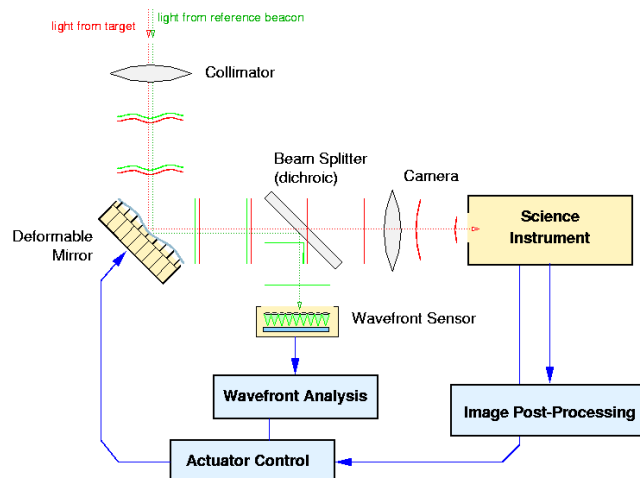 light from target
light from reference beacon
Collimator
Beam Splitter
(dichroic)
Camera
Science
Instrument
Deformable
Mirror
Wavefront Sensor
Wavefront Analysis
Image Post-Processing
Actuator Control